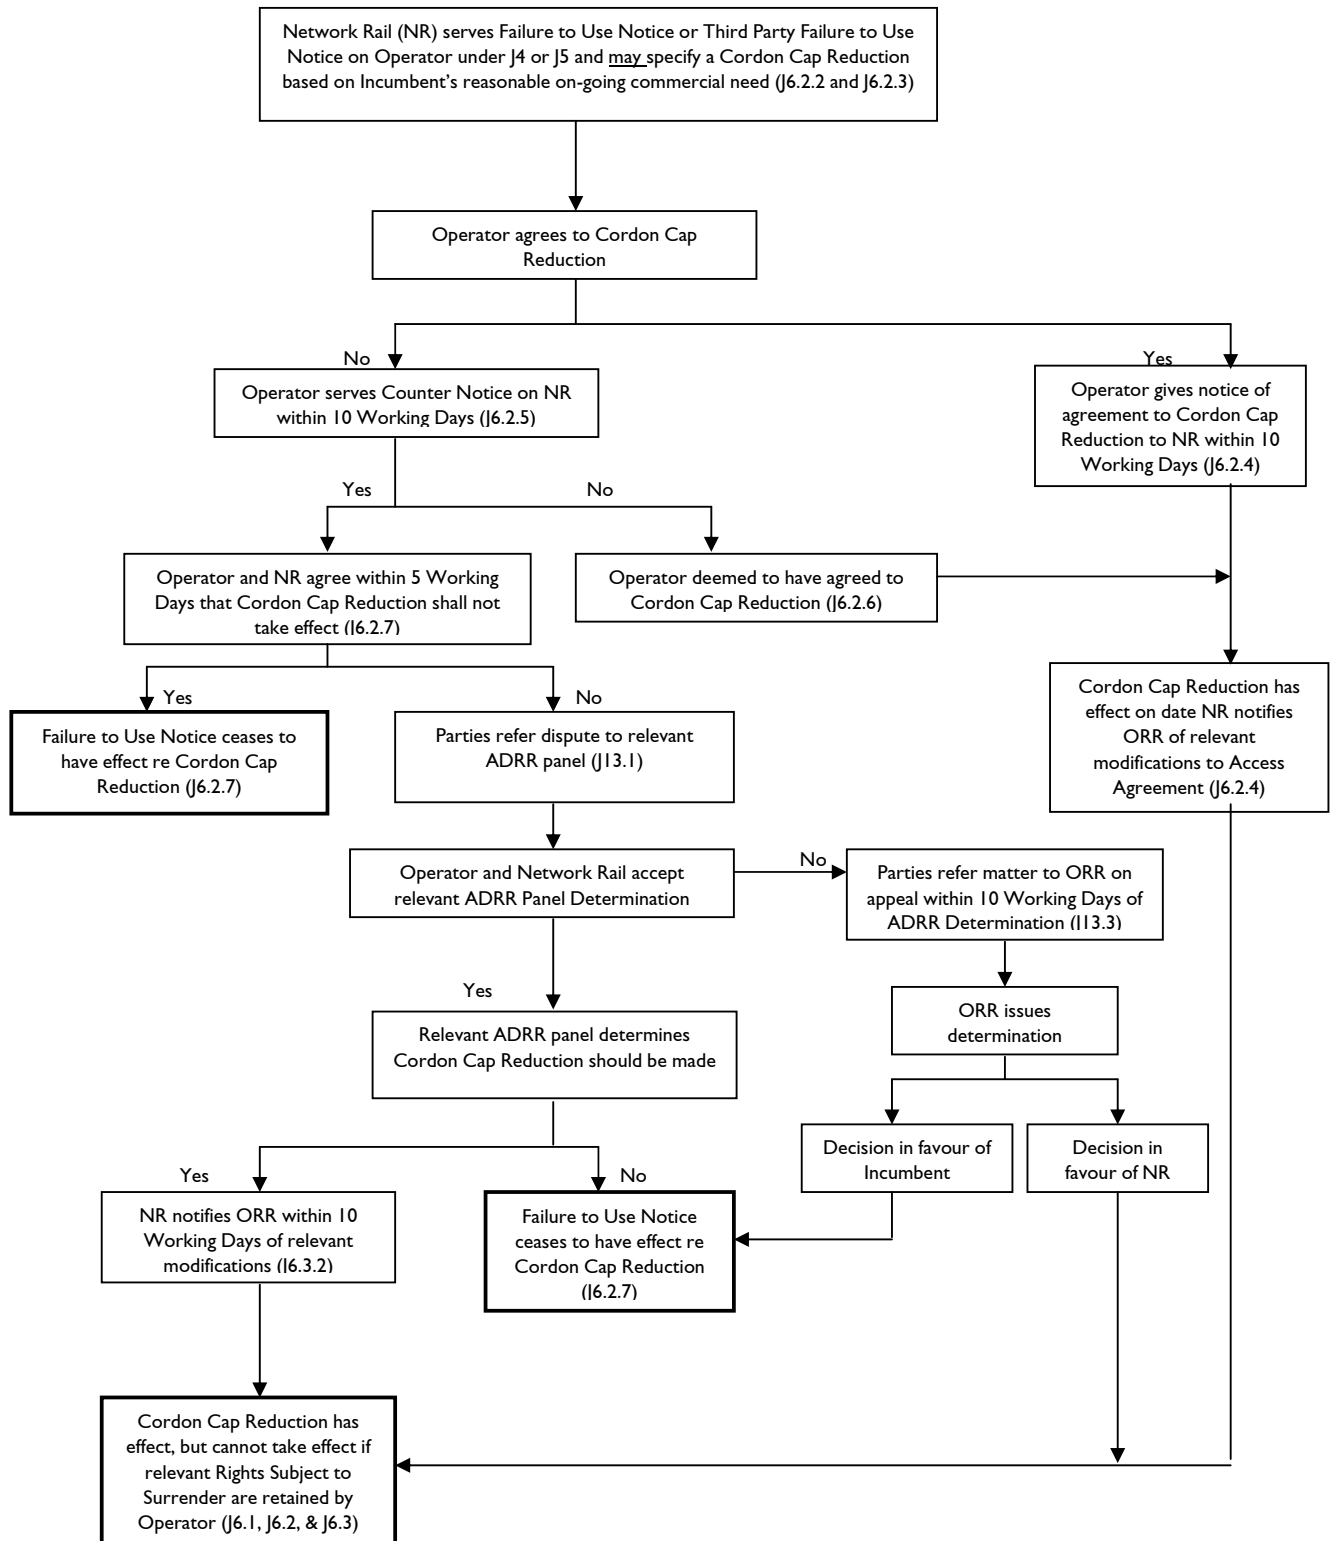 Network Rail (NR) serves Failure to Use Notice or Third Party Failure to Use
Notice on Operator under J4 or J5 and may specify a Cordon Cap Reduction
based on Incumbent's reasonable on-going commercial need (J6.2.2 and J6.2.3)
Operator agrees to Cordon Cap
Reduction
No
Yes
Operator serves Counter Notice on NR
within 10 Working Days (J6.2.5)
Operator gives notice of
agreement to Cordon Cap
Reduction to NR within 10
Working Days (J6.2.4)
Yes
No
Operator and NR agree within 5 Working
Days that Cordon Cap Reduction shall not
take effect (J6.2.7)
Operator deemed to have agreed to
Cordon Cap Reduction (J6.2.6)
Yes
No
Cordon Cap Reduction has
effect on date NR notifies
ORR of relevant
modifications to Access
Agreement (J6.2.4)
Failure to Use Notice ceases to
have effect re Cordon Cap
Reduction (J6.2.7)
Parties refer dispute to relevant
ADRR panel (J13.1)
Operator and Network Rail accept
relevant ADRR Panel Determination
No
Parties refer matter to ORR on
appeal within 10 Working Days of
ADRR Determination (J13.3)
Yes
Relevant ADRR panel determines
Cordon Cap Reduction should be made
ORR issues
determination
Decision in favour of
Incumbent
Decision in
favour of NR
Yes
No
NR notifies ORR within 10
Working Days of relevant
modifications (J6.3.2)
Failure to Use Notice
ceases to have effect re
Cordon Cap Reduction
(J6.2.7)
Cordon Cap Reduction has
effect, but cannot take effect if
relevant Rights Subject to
Surrender are retained by
Operator (J6.1, J6.2, & J6.3)